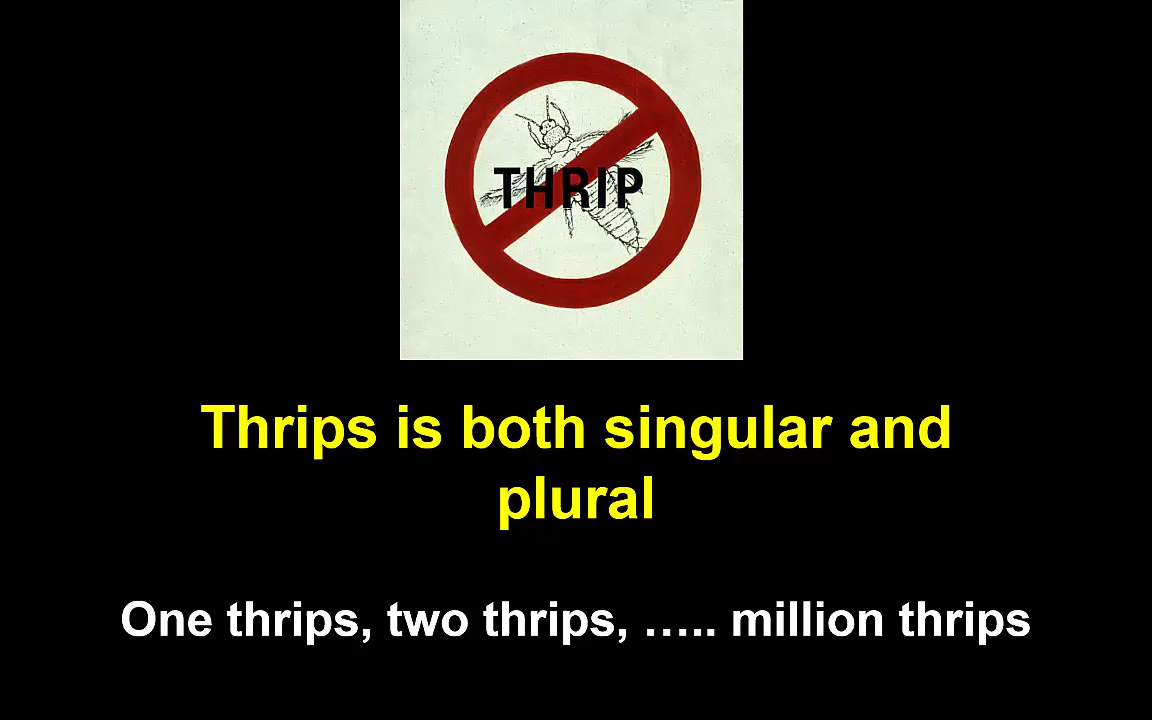 THRIP
Thrips is both singular and
plural
One thrips, two thrips, ….. million thrips